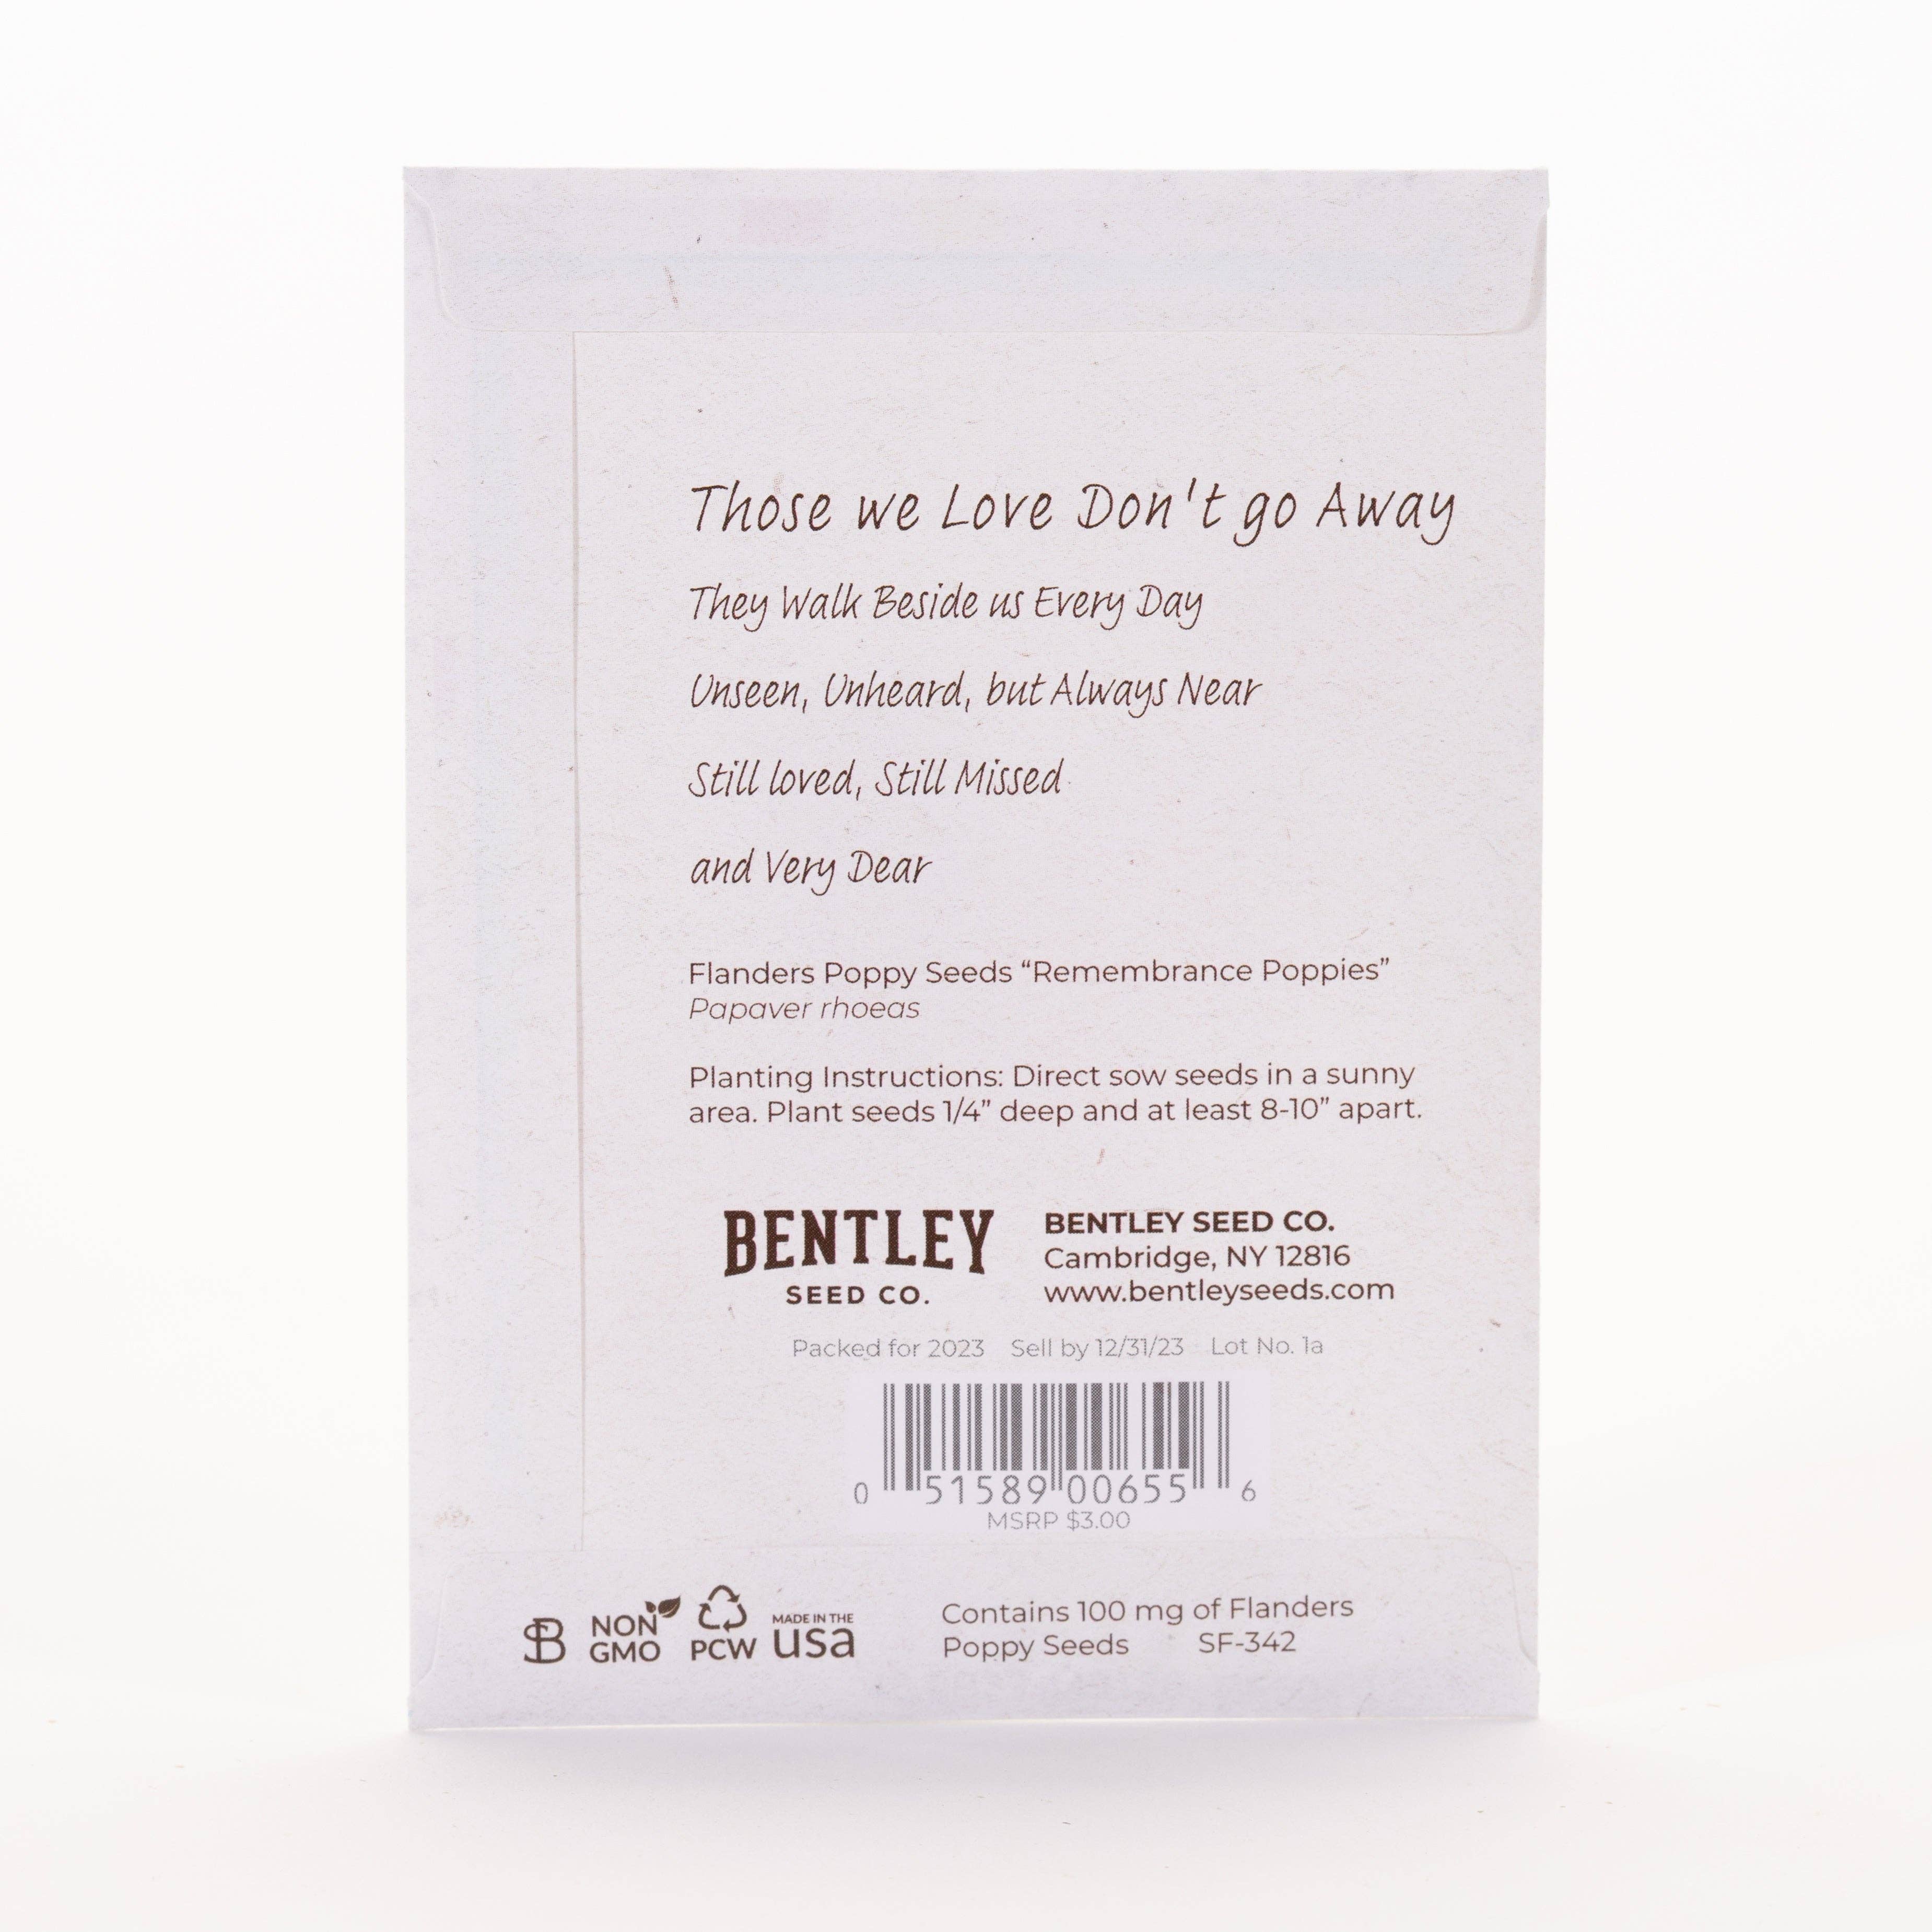 Those we Love Don't go Away
They Walk Beside us Every Day
Unseen, Unheard, but Always Near
Still loved, Still Missed
and Very Dear
Flanders Poppy Seeds “Remembrance Poppies”
Papaver rhoeas
Planting Instructions: Direct sow seeds in a sunny
area. Plant seeds 1/4” deep and at least 8-10” apart.
BENTLEY
SEED CO.
BENTLEY SEED CO.
Cambridge, NY 12816
www.bentleyseeds.com
Packed for 2023 Sell by 12/31/23 Lot No. 1a
0 51589 00655 6
MSRP $3.00
B
NON
GMO
PCW
MADE IN THE
usa
Contains 100 mg of Flanders
Poppy Seeds SF-342